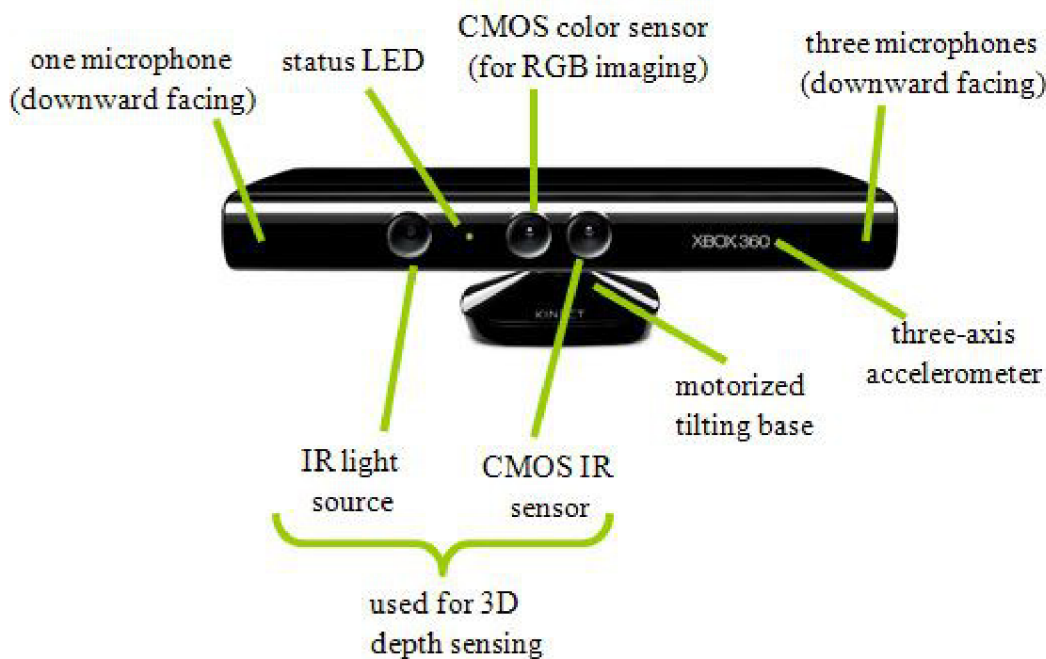 one microphone
(downward facing)
status LED
CMOS color sensor
(for RGB imaging)
three microphones
(downward facing)
XBOX 360
KINECT
three-axis
accelerometer
motorized
tilting base
IR light
source
CMOS IR
sensor
used for 3D
depth sensing